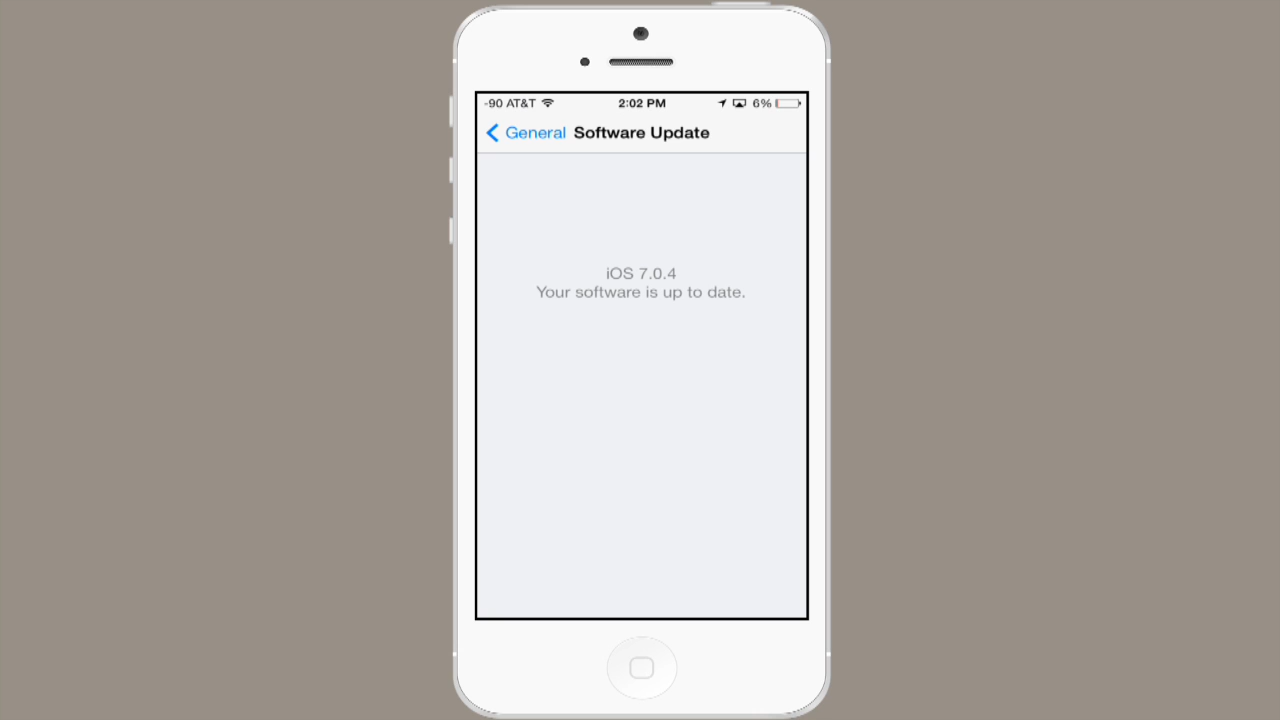 -90 AT&T 2:02 PM 6%
General Software Update
iOS 7.0.4
Your software is up to date.